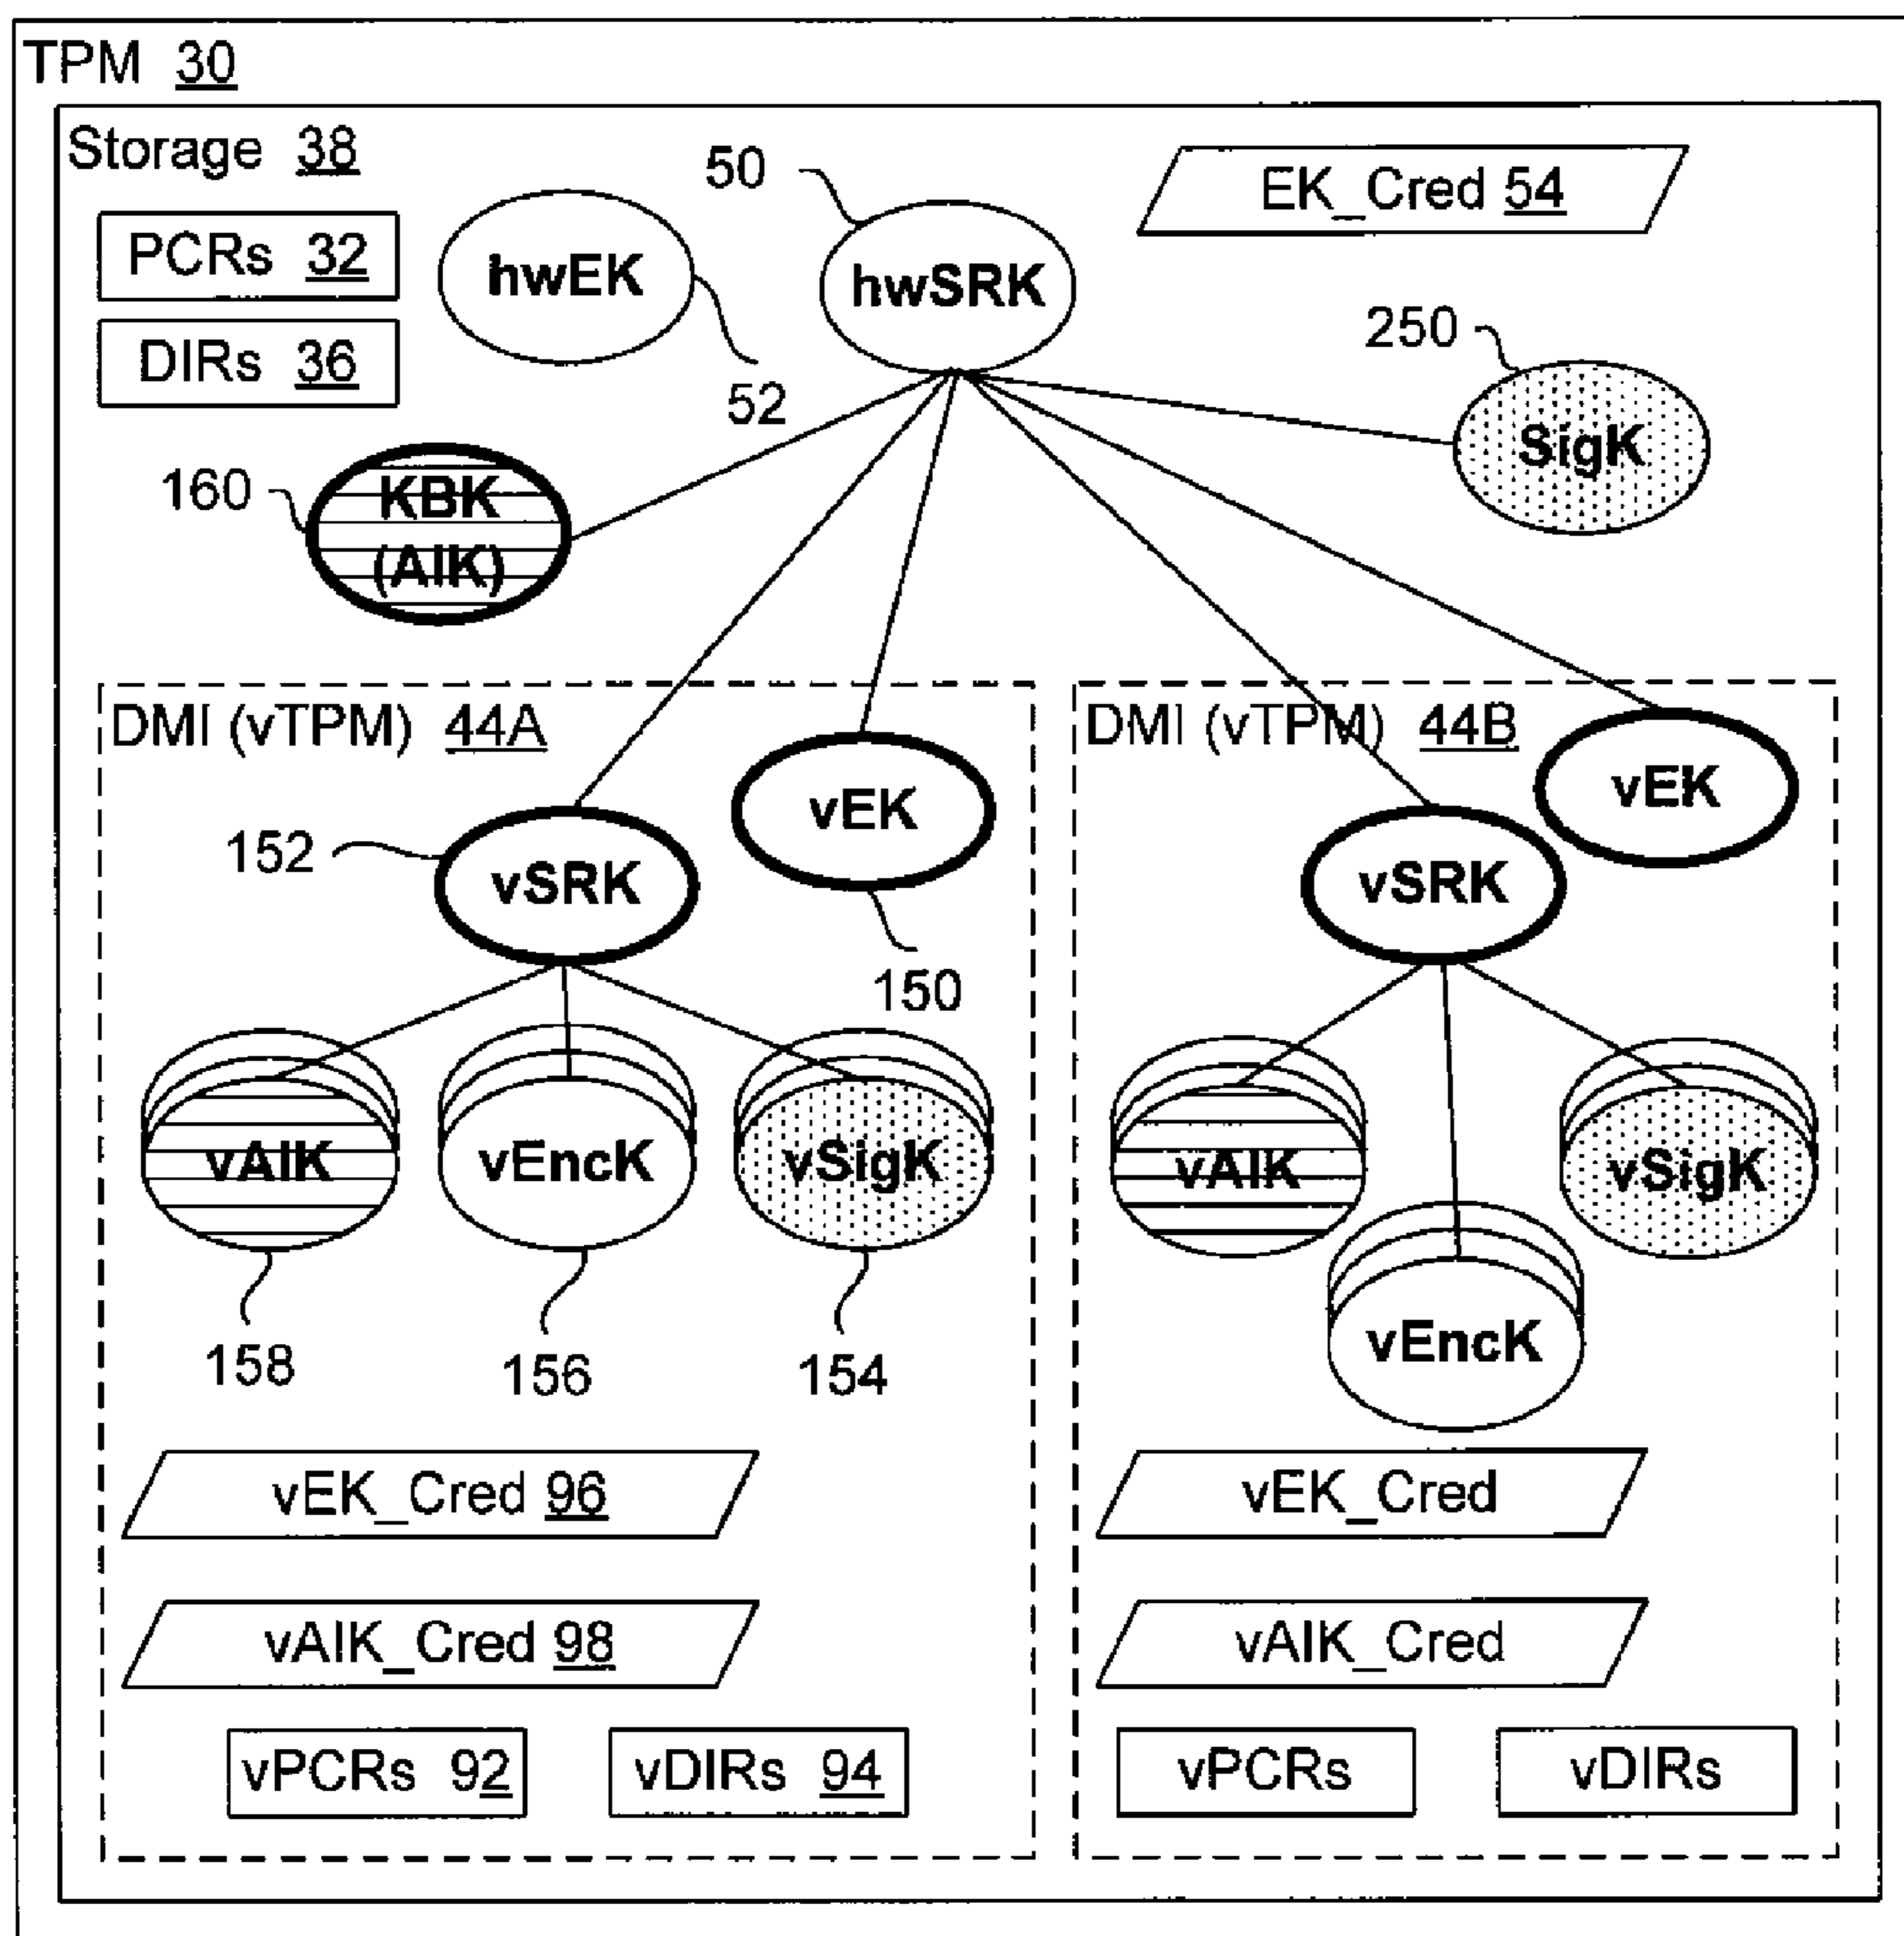 TPM 30
Storage 38
50
EK_Cred 54
PCRs 32
hwEK
hwSRK
DIRs 36
52
250
SigK
160
KBK
(AIK)
DMI (vTPM) 44A
vEK
152
vSRK
150
vAIK
vEncK
vSigK
158
156
154
vEK_Cred 96
vAIK_Cred 98
vPCRs 92
vDIRs 94
DMI (vTPM) 44B
vEK
vSRK
vAIK
vSigK
vEncK
vEK_Cred
vAIK_Cred
vPCRs
vDIRs